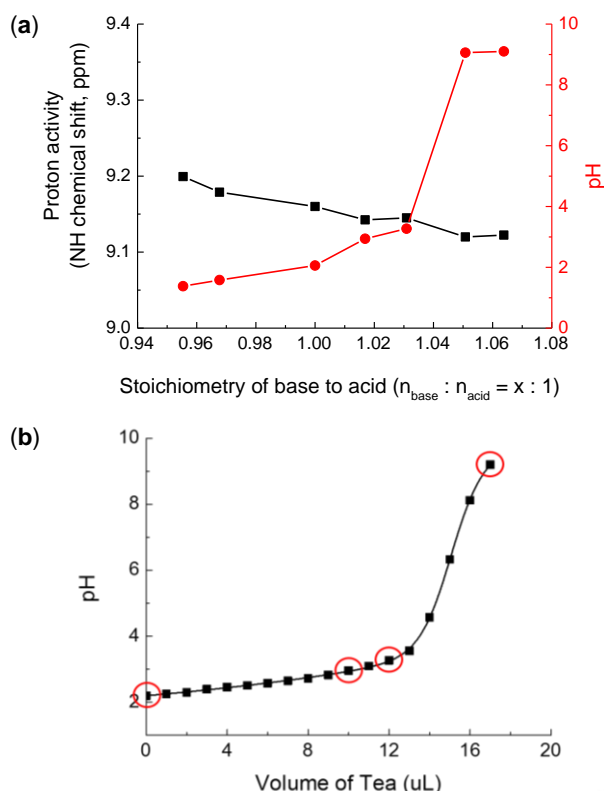 (a)
9.4
9.3
9.2
9.1
9.0
Proton activity
(NH chemical shift, ppm)
10
8
6
4
2
0
pH
0.94 0.96 0.98 1.00 1.02 1.04 1.06 1.08
Stoichiometry of base to acid (n_base : n_acid = x : 1)
(b)
10
8
6
4
2
pH
0 4 8 12 16 20
Volume of Tea (uL)